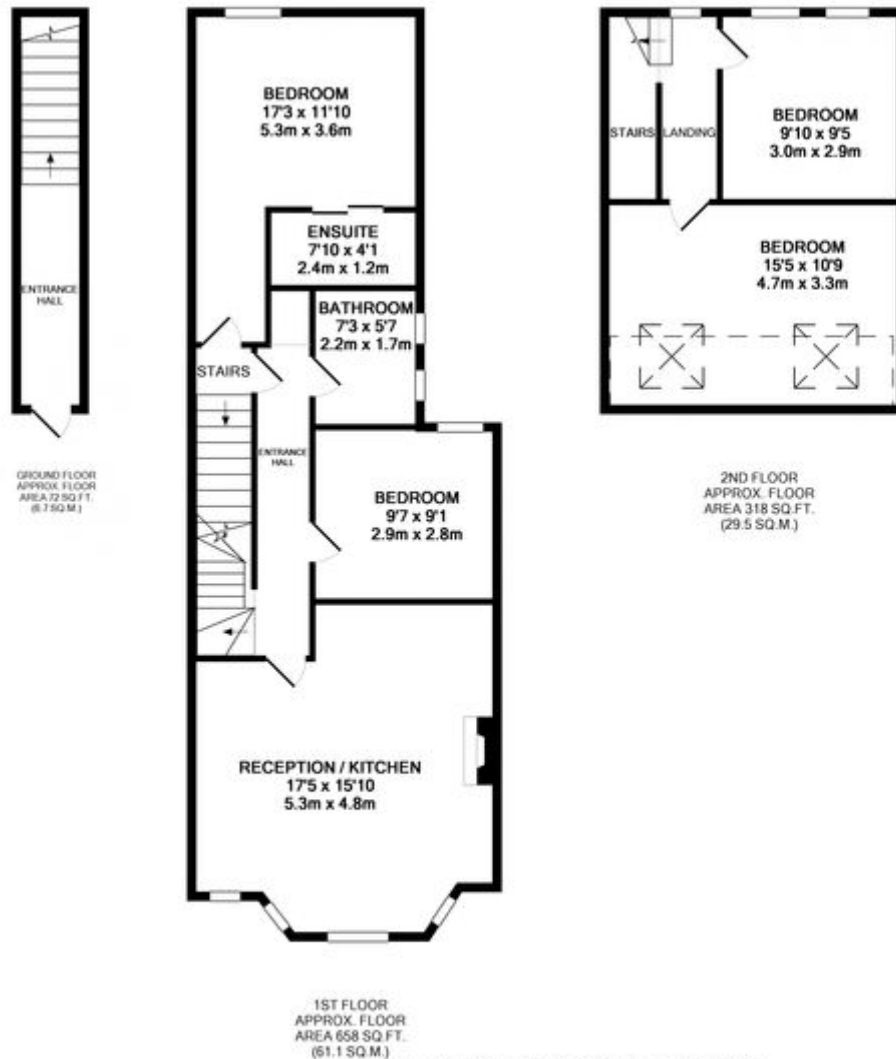 ENTRANCE
HALL
GROUND FLOOR
APPROX. FLOOR
AREA 72 SQ.FT.
(6.7 SQ.M.)
BEDROOM
17'3 x 11'10
5.3m x 3.6m
ENSUITE
7'10 x 4'1
2.4m x 1.2m
BATHROOM
7'3 x 5'7
2.2m x 1.7m
STAIRS
ENTRANCE
HALL
BEDROOM
9'7 x 9'1
2.9m x 2.8m
RECEPTION / KITCHEN
17'5 x 15'10
5.3m x 4.8m
1ST FLOOR
APPROX. FLOOR
AREA 658 SQ.FT.
(61.1 SQ.M.)
STAIRS
LANDING
BEDROOM
9'10 x 9'5
3.0m x 2.9m
BEDROOM
15'5 x 10'9
4.7m x 3.3m
2ND FLOOR
APPROX. FLOOR
AREA 318 SQ.FT.
(29.5 SQ.M.)